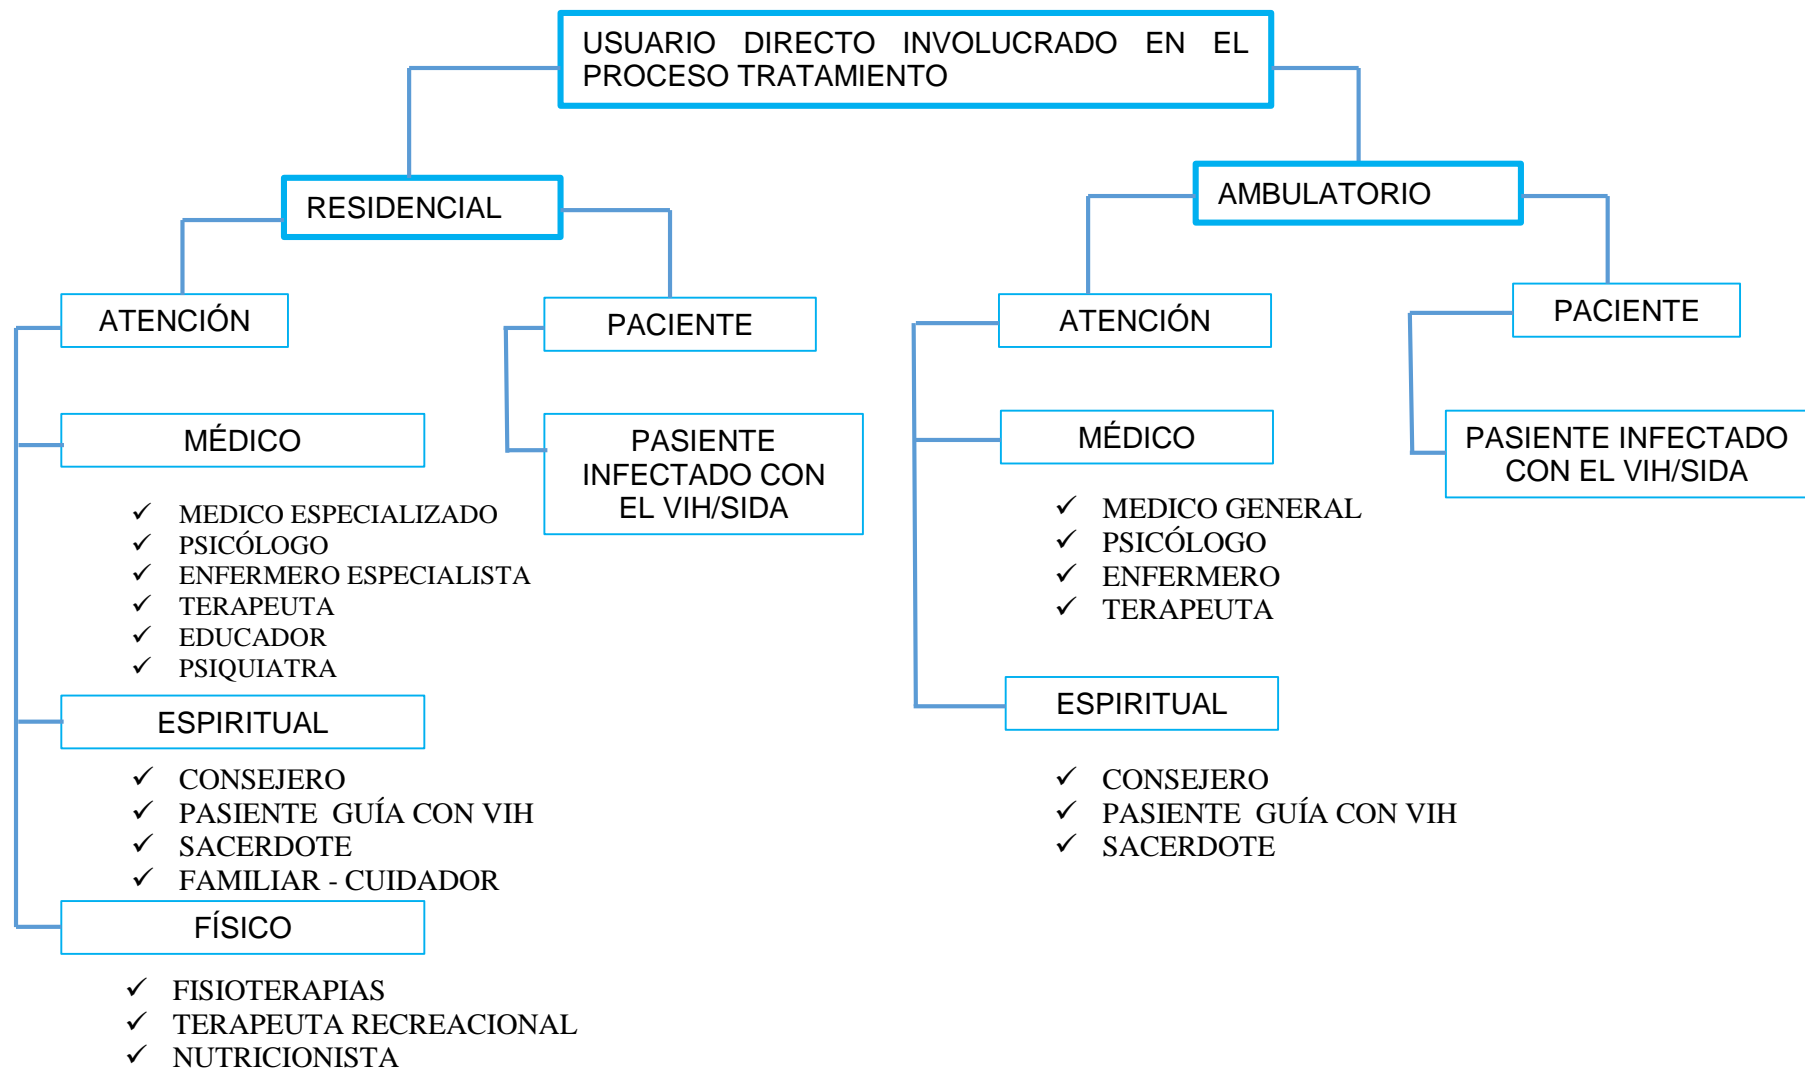 USUARIO DIRECTO INVOLUCRADO EN EL
PROCESO TRATAMIENTO
RESIDENCIAL
ATENCIÓN
MÉDICO
✓ MEDICO ESPECIALIZADO
✓ PSICÓLOGO
✓ ENFERMERO ESPECIALISTA
✓ TERAPEUTA
✓ EDUCADOR
✓ PSIQUIATRA
ESPIRITUAL
✓ CONSEJERO
✓ PASIENTE GUÍA CON VIH
✓ SACERDOTE
✓ FAMILIAR - CUIDADOR
FÍSICO
✓ FISIOTERAPIAS
✓ TERAPEUTA RECREACIONAL
✓ NUTRICIONISTA
PACIENTE
PASIENTE
INFECTADO CON
EL VIH/SIDA
AMBULATORIO
ATENCIÓN
MÉDICO
✓ MEDICO GENERAL
✓ PSICÓLOGO
✓ ENFERMERO
✓ TERAPEUTA
ESPIRITUAL
✓ CONSEJERO
✓ PASIENTE GUÍA CON VIH
✓ SACERDOTE
PACIENTE
PASIENTE INFECTADO
CON EL VIH/SIDA